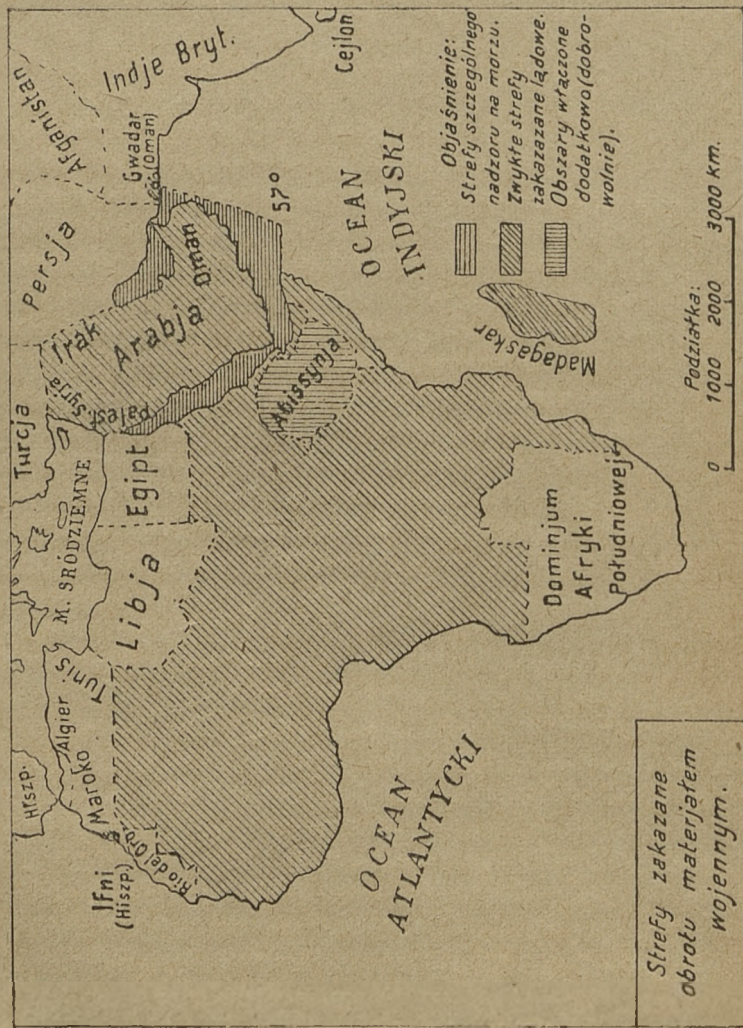 Hiszp.
M. ŚRÓDZIEMNE
Turcja
Persja
Afganistan
Indje Bryt.
Cejlon
Algier
Tunis
Maroko
Ifni
(Hiszp.)
Rio del Oro
Libja
Egipt
Palest.
Syrja
Irak
Arabja
Oman
Gwadar
(Oman)
57°
Abissynja
OCEAN
INDYJSKI
OCEAN
ATLANTYCKI
Dominjum
Afryki
Południowej
Madagaskar
Objaśnienie:
Strefy szczególnego
nadzoru na morzu.
Zwykłe strefy
zakazazane lądowe.
Obszary włączone
dodatkowo(dobro-
wolnie).
Podziałka:
0 1000 2000 3000 km.
Strefy zakazane
obrotu materjałem
wojennym.